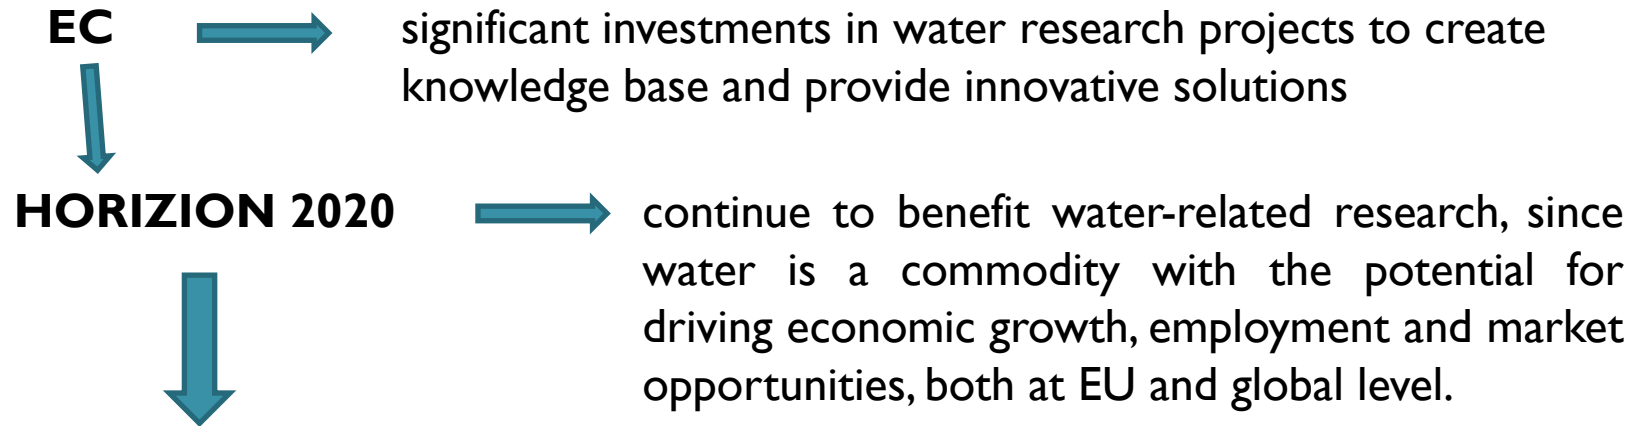 EC significant investments in water research projects to create
knowledge base and provide innovative solutions
HORIZION 2020 continue to benefit water-related research, since
water is a commodity with the potential for
driving economic growth, employment and market
opportunities, both at EU and global level.